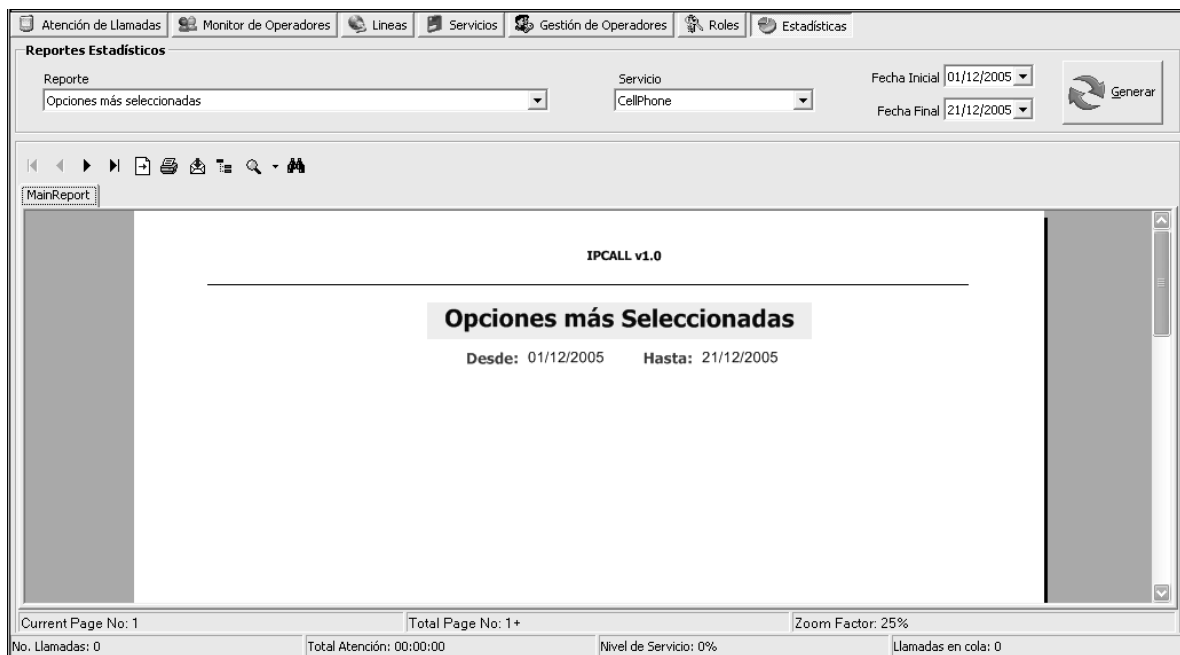 Atención de Llamadas Monitor de Operadores Lineas Servicios Gestión de Operadores Roles Estadísticas
Reportes Estadísticos
Reporte Servicio Fecha Inicial 01/12/2005
Opciones más seleccionadas CellPhone Generar
Fecha Final 21/12/2005
MainReport
IPCALL v1.0
Opciones más Seleccionadas
Desde: 01/12/2005 Hasta: 21/12/2005
Current Page No: 1 Total Page No: 1+ Zoom Factor: 25%
No. Llamadas: 0 Total Atención: 00:00:00 Nivel de Servicio: 0% Llamadas en cola: 0